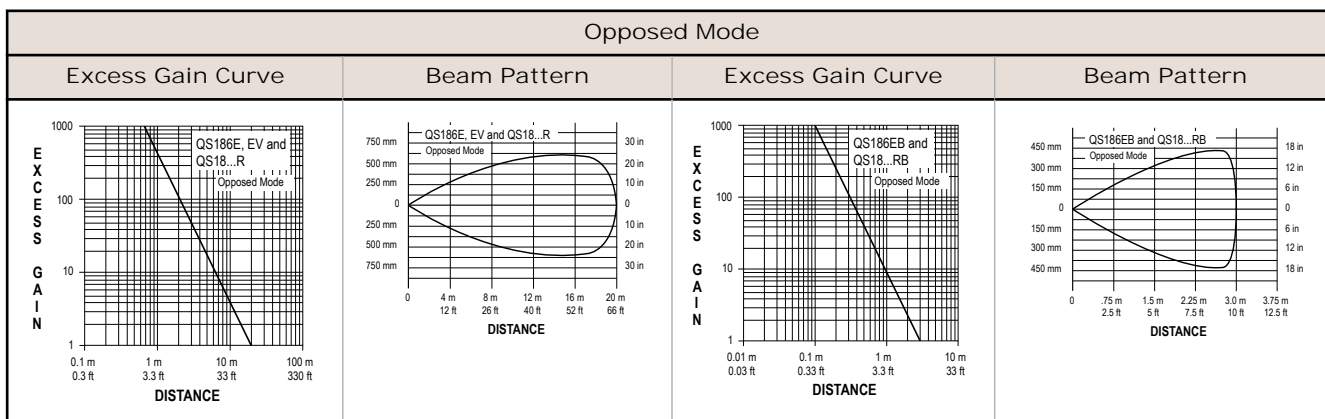 Opposed Mode
Excess Gain Curve
Beam Pattern
Excess Gain Curve
Beam Pattern
1000
100
10
1
EXCESS GAIN
QS186E, EV and
QS18...R
Opposed Mode
0.1 m 1 m 10 m 100 m
0.3 ft 3.3 ft 33 ft 330 ft
DISTANCE
QS186E, EV and QS18...R
Opposed Mode
750 mm 30 in
500 mm 20 in
250 mm 10 in
0 0
250 mm 10 in
500 mm 20 in
750 mm 30 in
0 4 m 8 m 12 m 16 m 20 m
12 ft 26 ft 40 ft 52 ft 66 ft
DISTANCE
1000
100
10
1
EXCESS GAIN
QS186EB and
QS18...RB
Opposed Mode
0.01 m 0.1 m 1 m 10 m
0.03 ft 0.33 ft 3.3 ft 33 ft
DISTANCE
QS186EB and QS18...RB
Opposed Mode
450 mm 18 in
300 mm 12 in
150 mm 6 in
0 0
150 mm 6 in
300 mm 12 in
450 mm 18 in
0 .75 m 1.5 m 2.25 m 3.0 m 3.75 m
2.5 ft 5 ft 7.5 ft 10 ft 12.5 ft
DISTANCE